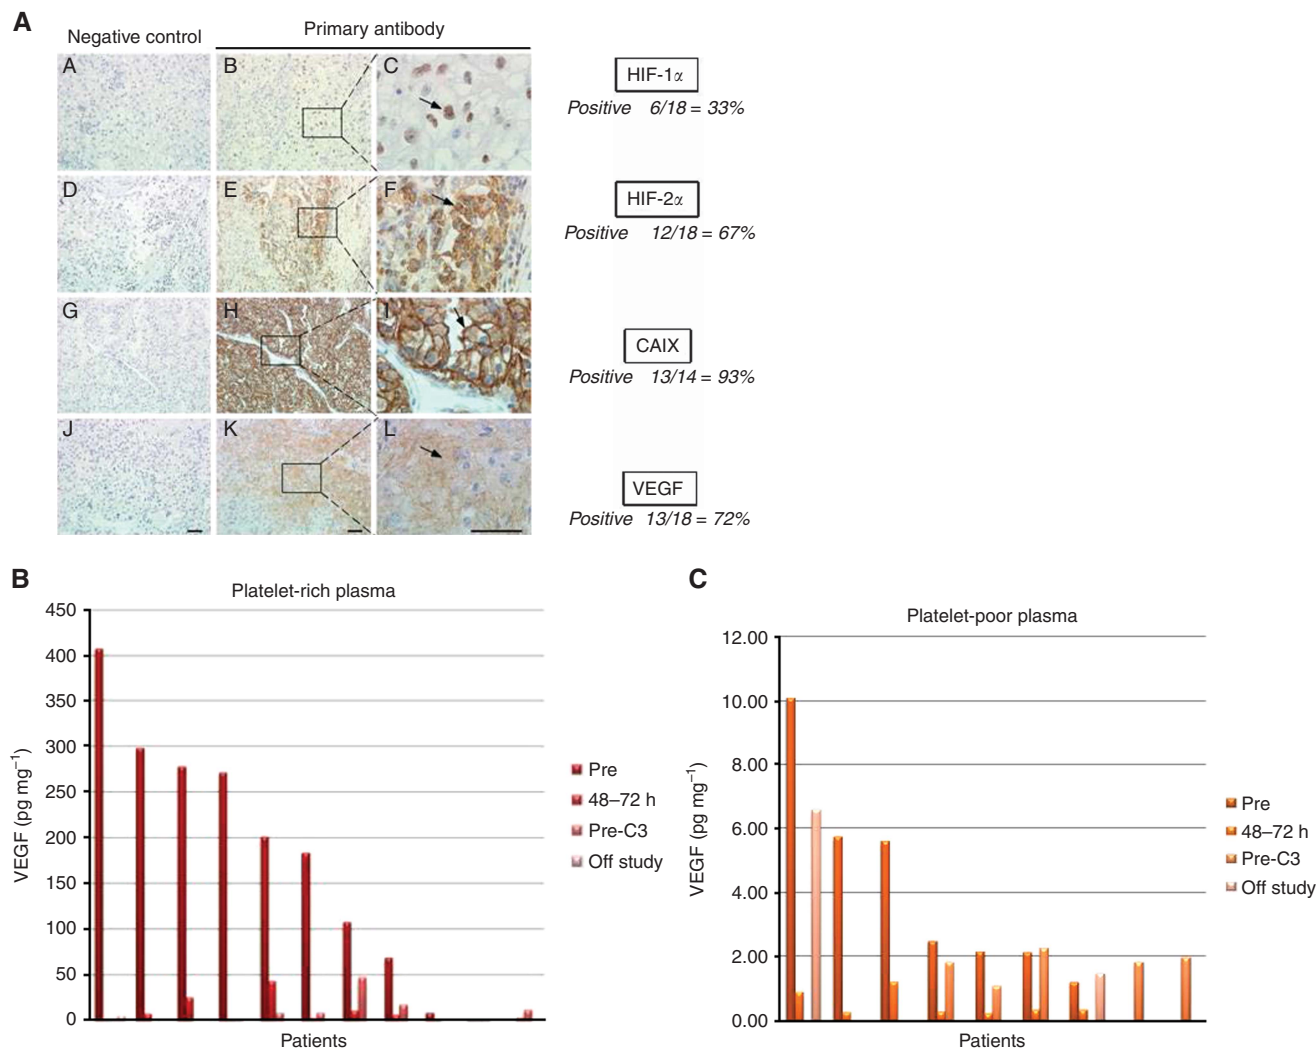 A
Negative control
Primary antibody
A
B
C
HIF-1α
Positive 6/18 = 33%
D
E
F
HIF-2α
Positive 12/18 = 67%
G
H
I
CAIX
Positive 13/14 = 93%
J
K
L
VEGF
Positive 13/18 = 72%
B
Platelet-rich plasma
450
400
350
300
250
200
150
100
50
0
VEGF (pg mg⁻¹)
Patients
Pre
48–72 h
Pre-C3
Off study
C
Platelet-poor plasma
12.00
10.00
8.00
6.00
4.00
2.00
0.00
VEGF (pg mg⁻¹)
Patients
Pre
48–72 h
Pre-C3
Off study